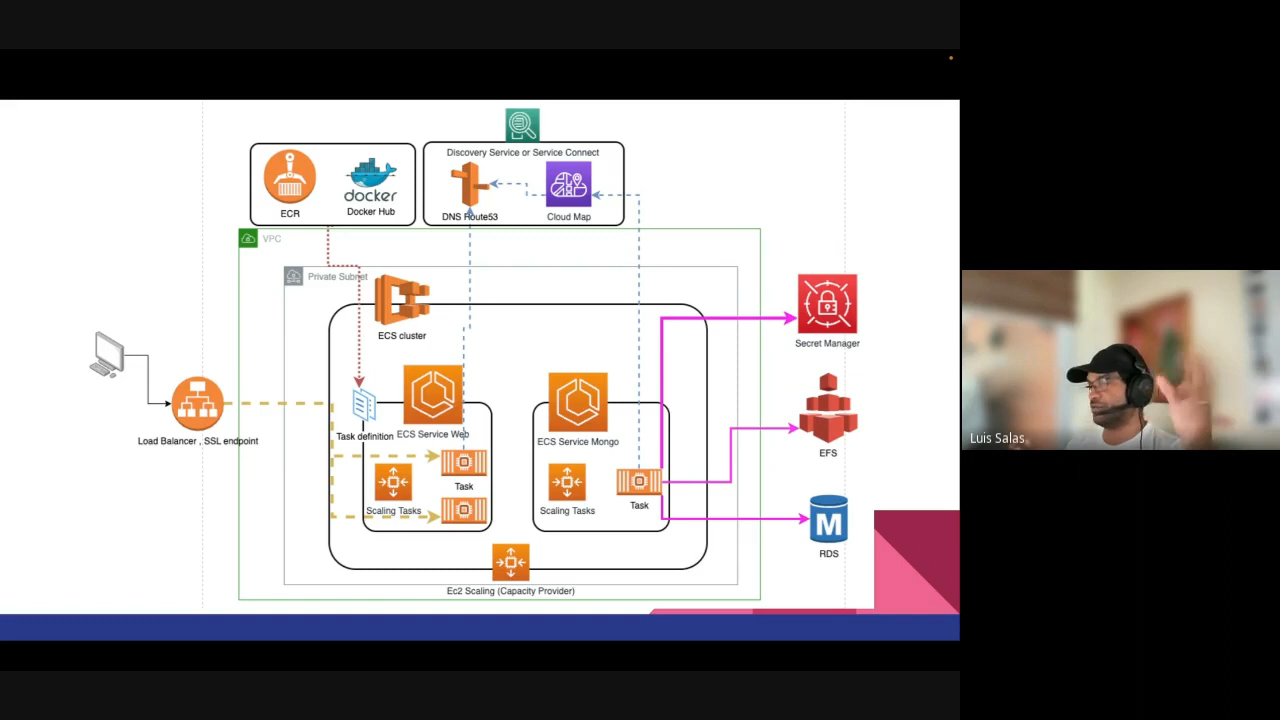 Discovery Service or Service Connect
ECR
docker
Docker Hub
DNS Route53
Cloud Map
VPC
Private Subnet
ECS cluster
Secret Manager
Load Balancer , SSL endpoint
Task definition
ECS Service Web
ECS Service Mongo
EFS
Task
Scaling Tasks
Scaling Tasks
Task
M
RDS
Ec2 Scaling (Capacity Provider)
Luis Salas